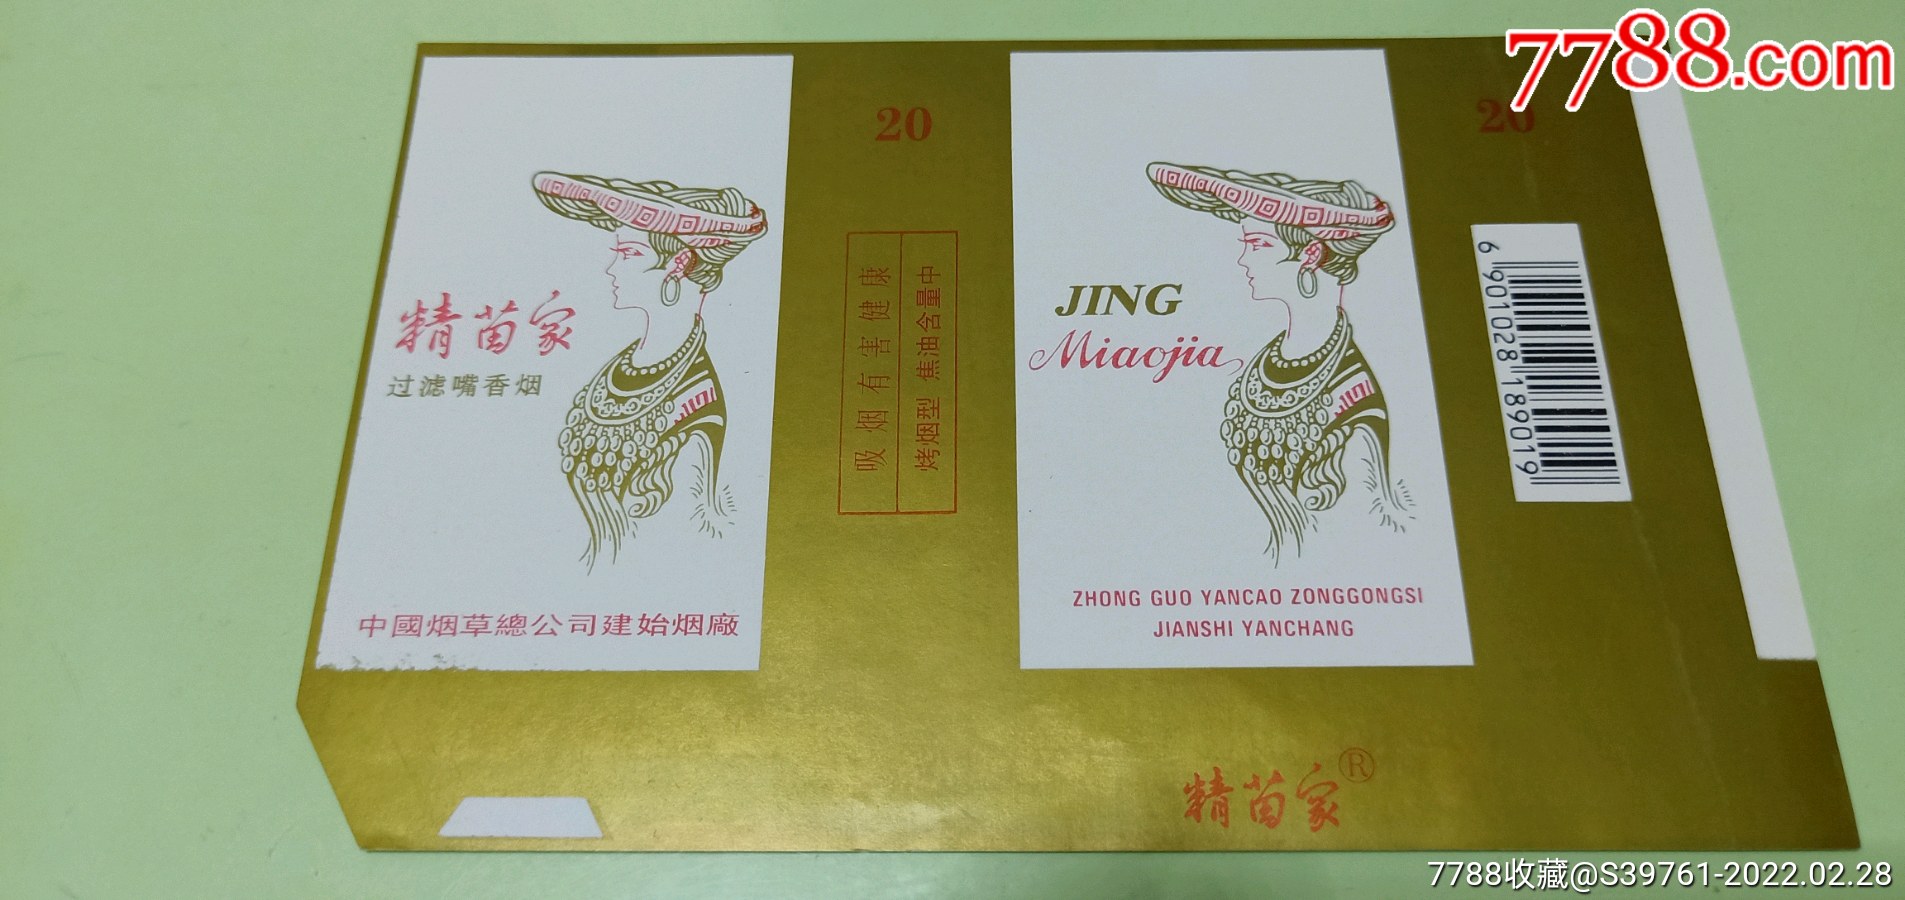 7788.com
20
20
精苗家
过滤嘴香烟
中國烟草總公司建始烟廠
吸烟有害健康
烤烟型 焦油含量中
JING
Miaojia
ZHONG GUO YANCAO ZONGGONGSI
JIANSHI YANCHANG
6 901028 189019
精苗家®
7788收藏@S39761-2022.02.28